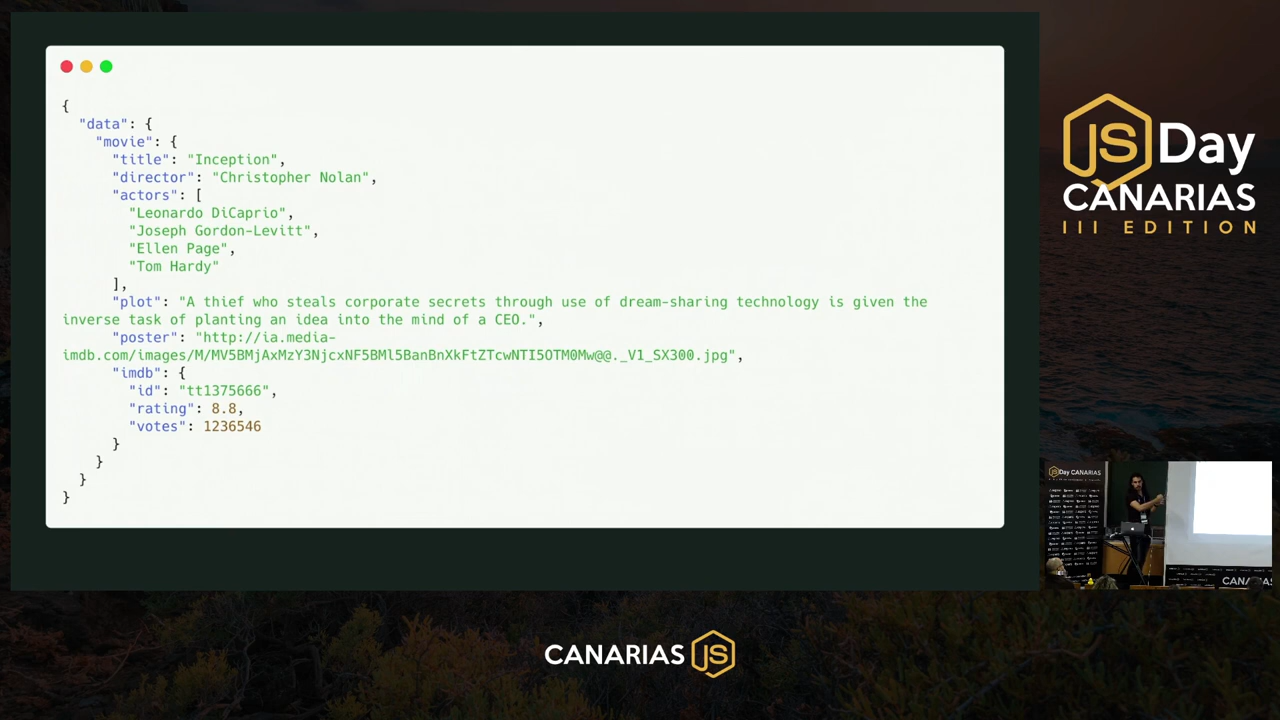 {
"data": {
"movie": {
"title": "Inception",
"director": "Christopher Nolan",
"actors": [
"Leonardo DiCaprio",
"Joseph Gordon-Levitt",
"Ellen Page",
"Tom Hardy"
],
"plot": "A thief who steals corporate secrets through use of dream-sharing technology is given the
inverse task of planting an idea into the mind of a CEO.",
"poster": "http://ia.media-
imdb.com/images/M/MV5BMjAxMzY3NjcxNF5BMl5BanBnXkFtZTcwNTI5OTM0Mw@@._V1_SX300.jpg",
"imdb": {
"id": "tt1375666",
"rating": 8.8,
"votes": 1236546
}
}
}
}
JS Day
CANARIAS
III EDITION
JS Day CANARIAS
CANARIAS JS